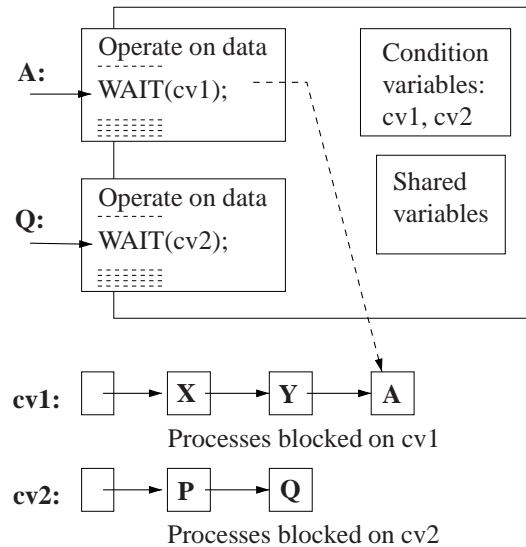 Operate on data
A:
WAIT(cv1);
Condition
variables:
cv1, cv2
Operate on data
Q:
WAIT(cv2);
Shared
variables
cv1: X Y A
Processes blocked on cv1
cv2: P Q
Processes blocked on cv2